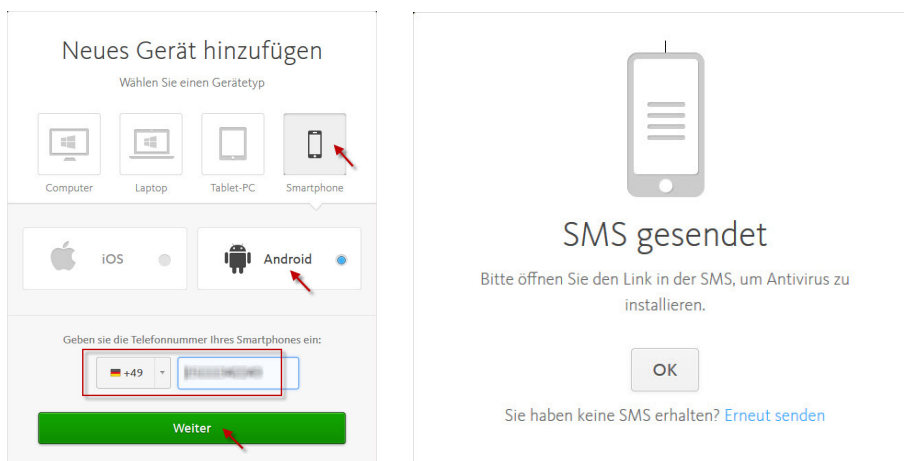 Neues Gerät hinzufügen
Wählen Sie einen Gerätetyp
Computer
Laptop
Tablet-PC
Smartphone
iOS
Android
Geben sie die Telefonnummer Ihres Smartphones ein:
+49
Weiter
SMS gesendet
Bitte öffnen Sie den Link in der SMS, um Antivirus zu
installieren.
OK
Sie haben keine SMS erhalten? Erneut senden